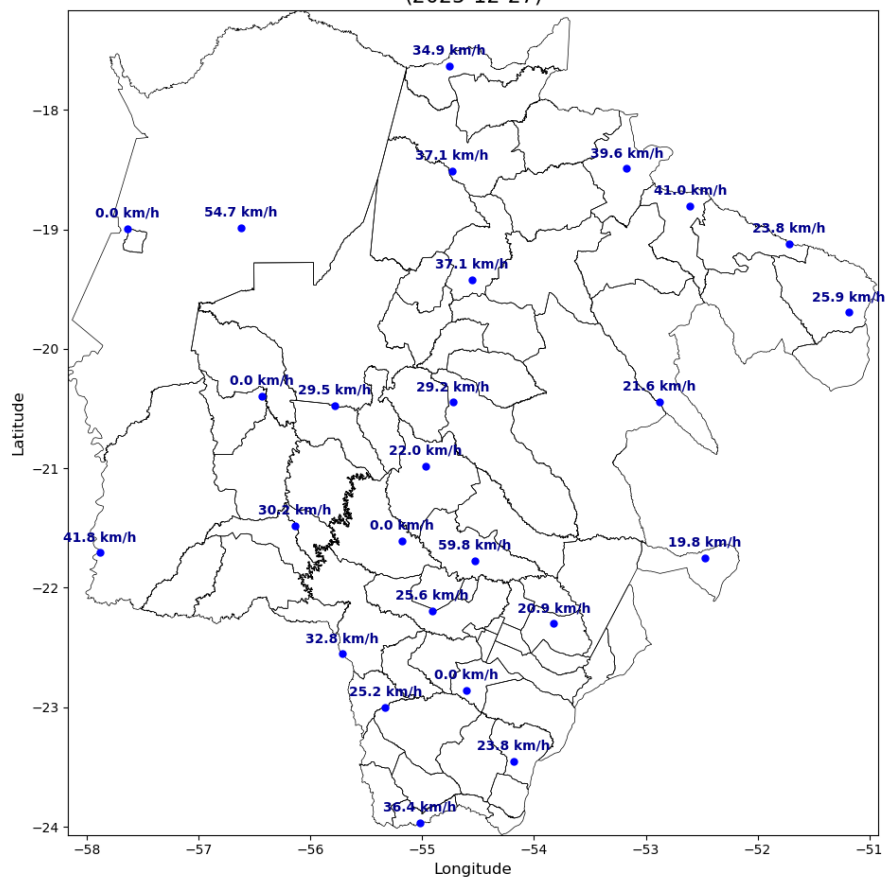 (2025-12-27)
34.9 km/h
37.1 km/h
39.6 km/h
41.0 km/h
0.0 km/h
54.7 km/h
23.8 km/h
37.1 km/h
25.9 km/h
0.0 km/h
29.5 km/h
29.2 km/h
21.6 km/h
22.0 km/h
30.2 km/h
0.0 km/h
41.8 km/h
59.8 km/h
19.8 km/h
25.6 km/h
20.9 km/h
32.8 km/h
0.0 km/h
25.2 km/h
23.8 km/h
36.4 km/h
−18
−19
−20
−21
−22
−23
−24
Latitude
−58
−57
−56
−55
−54
−53
−52
−51
Longitude